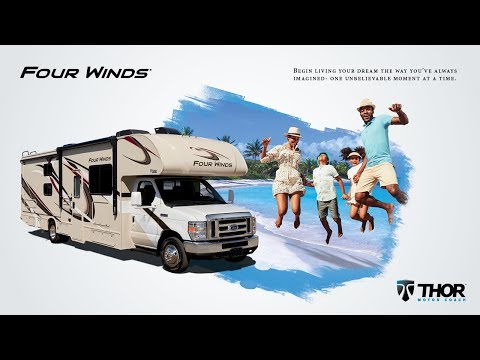 FOUR WINDS
BEGIN LIVING YOUR DREAM THE WAY YOU'VE ALWAYS
IMAGINED- ONE UNBELIEVABLE MOMENT AT A TIME.
FOUR WINDS
THOR
MOTOR COACH